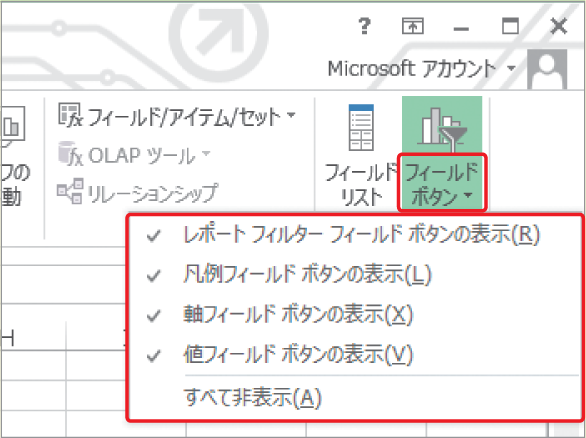 ?
Microsoft アカウント
フィールド/アイテム/セット
OLAP ツール
リレーションシップ
フの
動
フィールド
リスト
フィールド
ボタン
レポート フィルター フィールド ボタンの表示(R)
凡例フィールド ボタンの表示(L)
軸フィールド ボタンの表示(X)
値フィールド ボタンの表示(V)
すべて非表示(A)
H